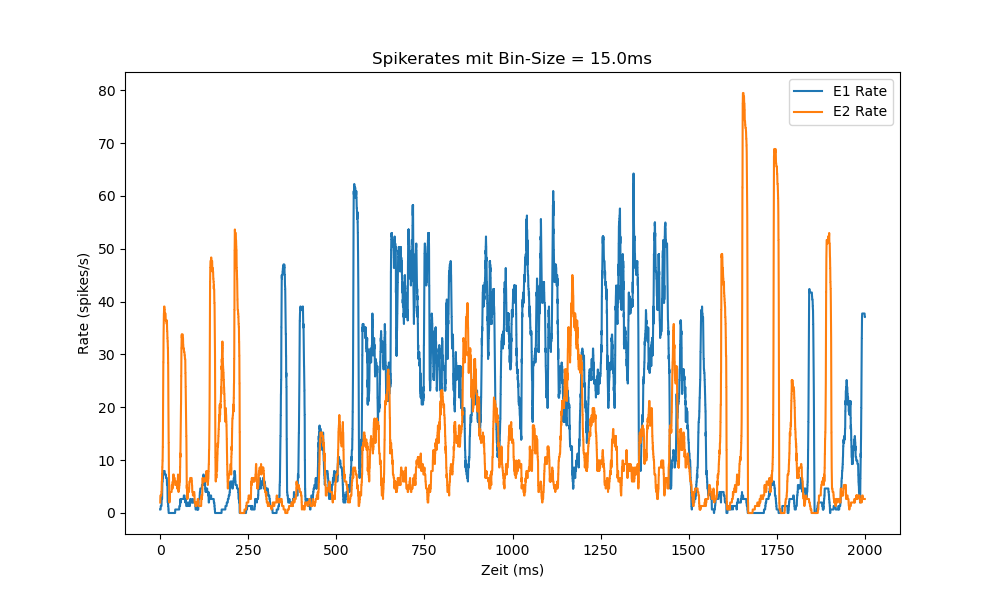 Spikerates mit Bin-Size = 15.0ms
E1 Rate
E2 Rate
Rate (spikes/s)
80
70
60
50
40
30
20
10
0
0 250 500 750 1000 1250 1500 1750 2000
Zeit (ms)